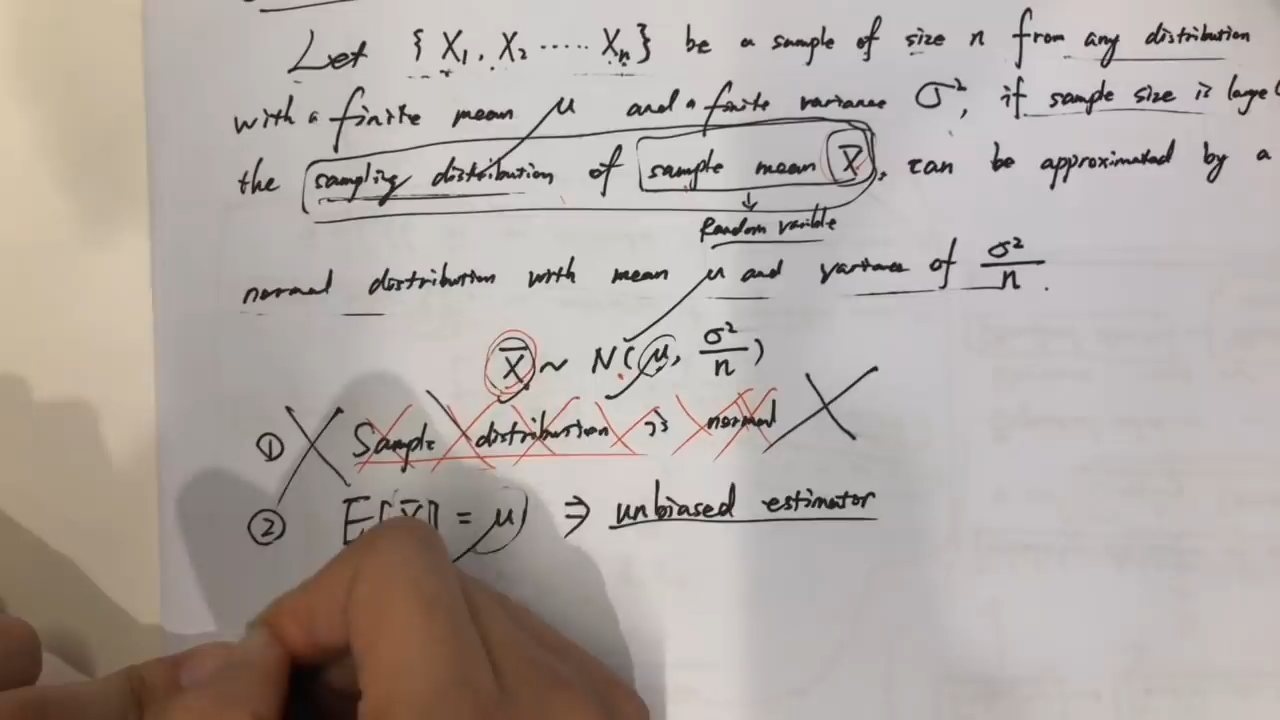 Let {X₁, X₂ ..... Xₙ} be a sample of size n from any distribution
with a finite mean μ and a finite variance σ², if sample size is large
the sampling distribution of sample mean X̄, can be approximated by a
Random varible
normal distribution with mean μ and variance of σ²/n.
X̄ ~ N(μ, σ²/n)
① Sample distribution is normal
② E[X̄] = μ ⇒ unbiased estimator